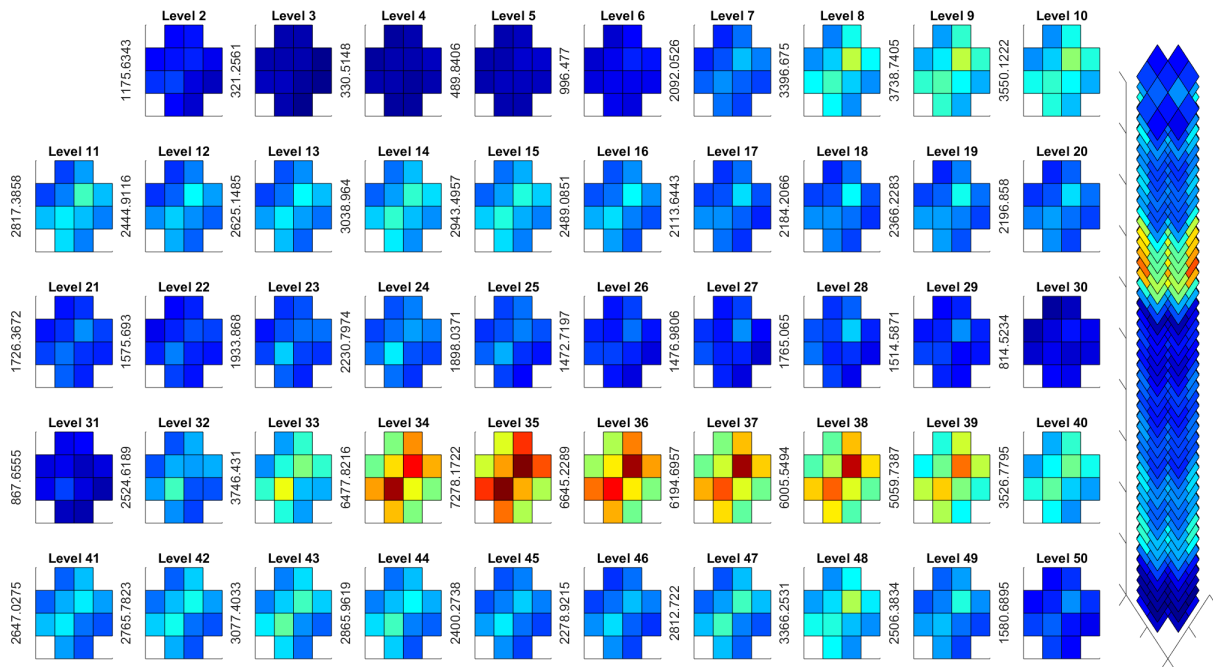 Level 2
Level 3
Level 4
Level 5
Level 6
Level 7
Level 8
Level 9
Level 10
1175.6343
321.2561
330.5148
489.8406
996.477
2092.0526
3396.675
3738.7405
3550.1222
Level 11
Level 12
Level 13
Level 14
Level 15
Level 16
Level 17
Level 18
Level 19
Level 20
2817.3858
2444.9116
2625.1485
3038.964
2943.4957
2489.0851
2113.6443
2184.2066
2366.2283
2196.858
Level 21
Level 22
Level 23
Level 24
Level 25
Level 26
Level 27
Level 28
Level 29
Level 30
1726.3672
1575.693
1933.868
2230.7974
1898.0371
1472.7197
1476.9806
1765.065
1514.5871
814.5234
Level 31
Level 32
Level 33
Level 34
Level 35
Level 36
Level 37
Level 38
Level 39
Level 40
867.6555
2524.6189
3746.431
6477.8216
7278.1722
6645.2289
6194.6957
6005.5494
5059.7387
3526.7795
Level 41
Level 42
Level 43
Level 44
Level 45
Level 46
Level 47
Level 48
Level 49
Level 50
2647.0275
2765.7823
3077.4033
2865.9619
2400.2738
2278.9215
2812.722
3366.2531
2506.3834
1580.6895